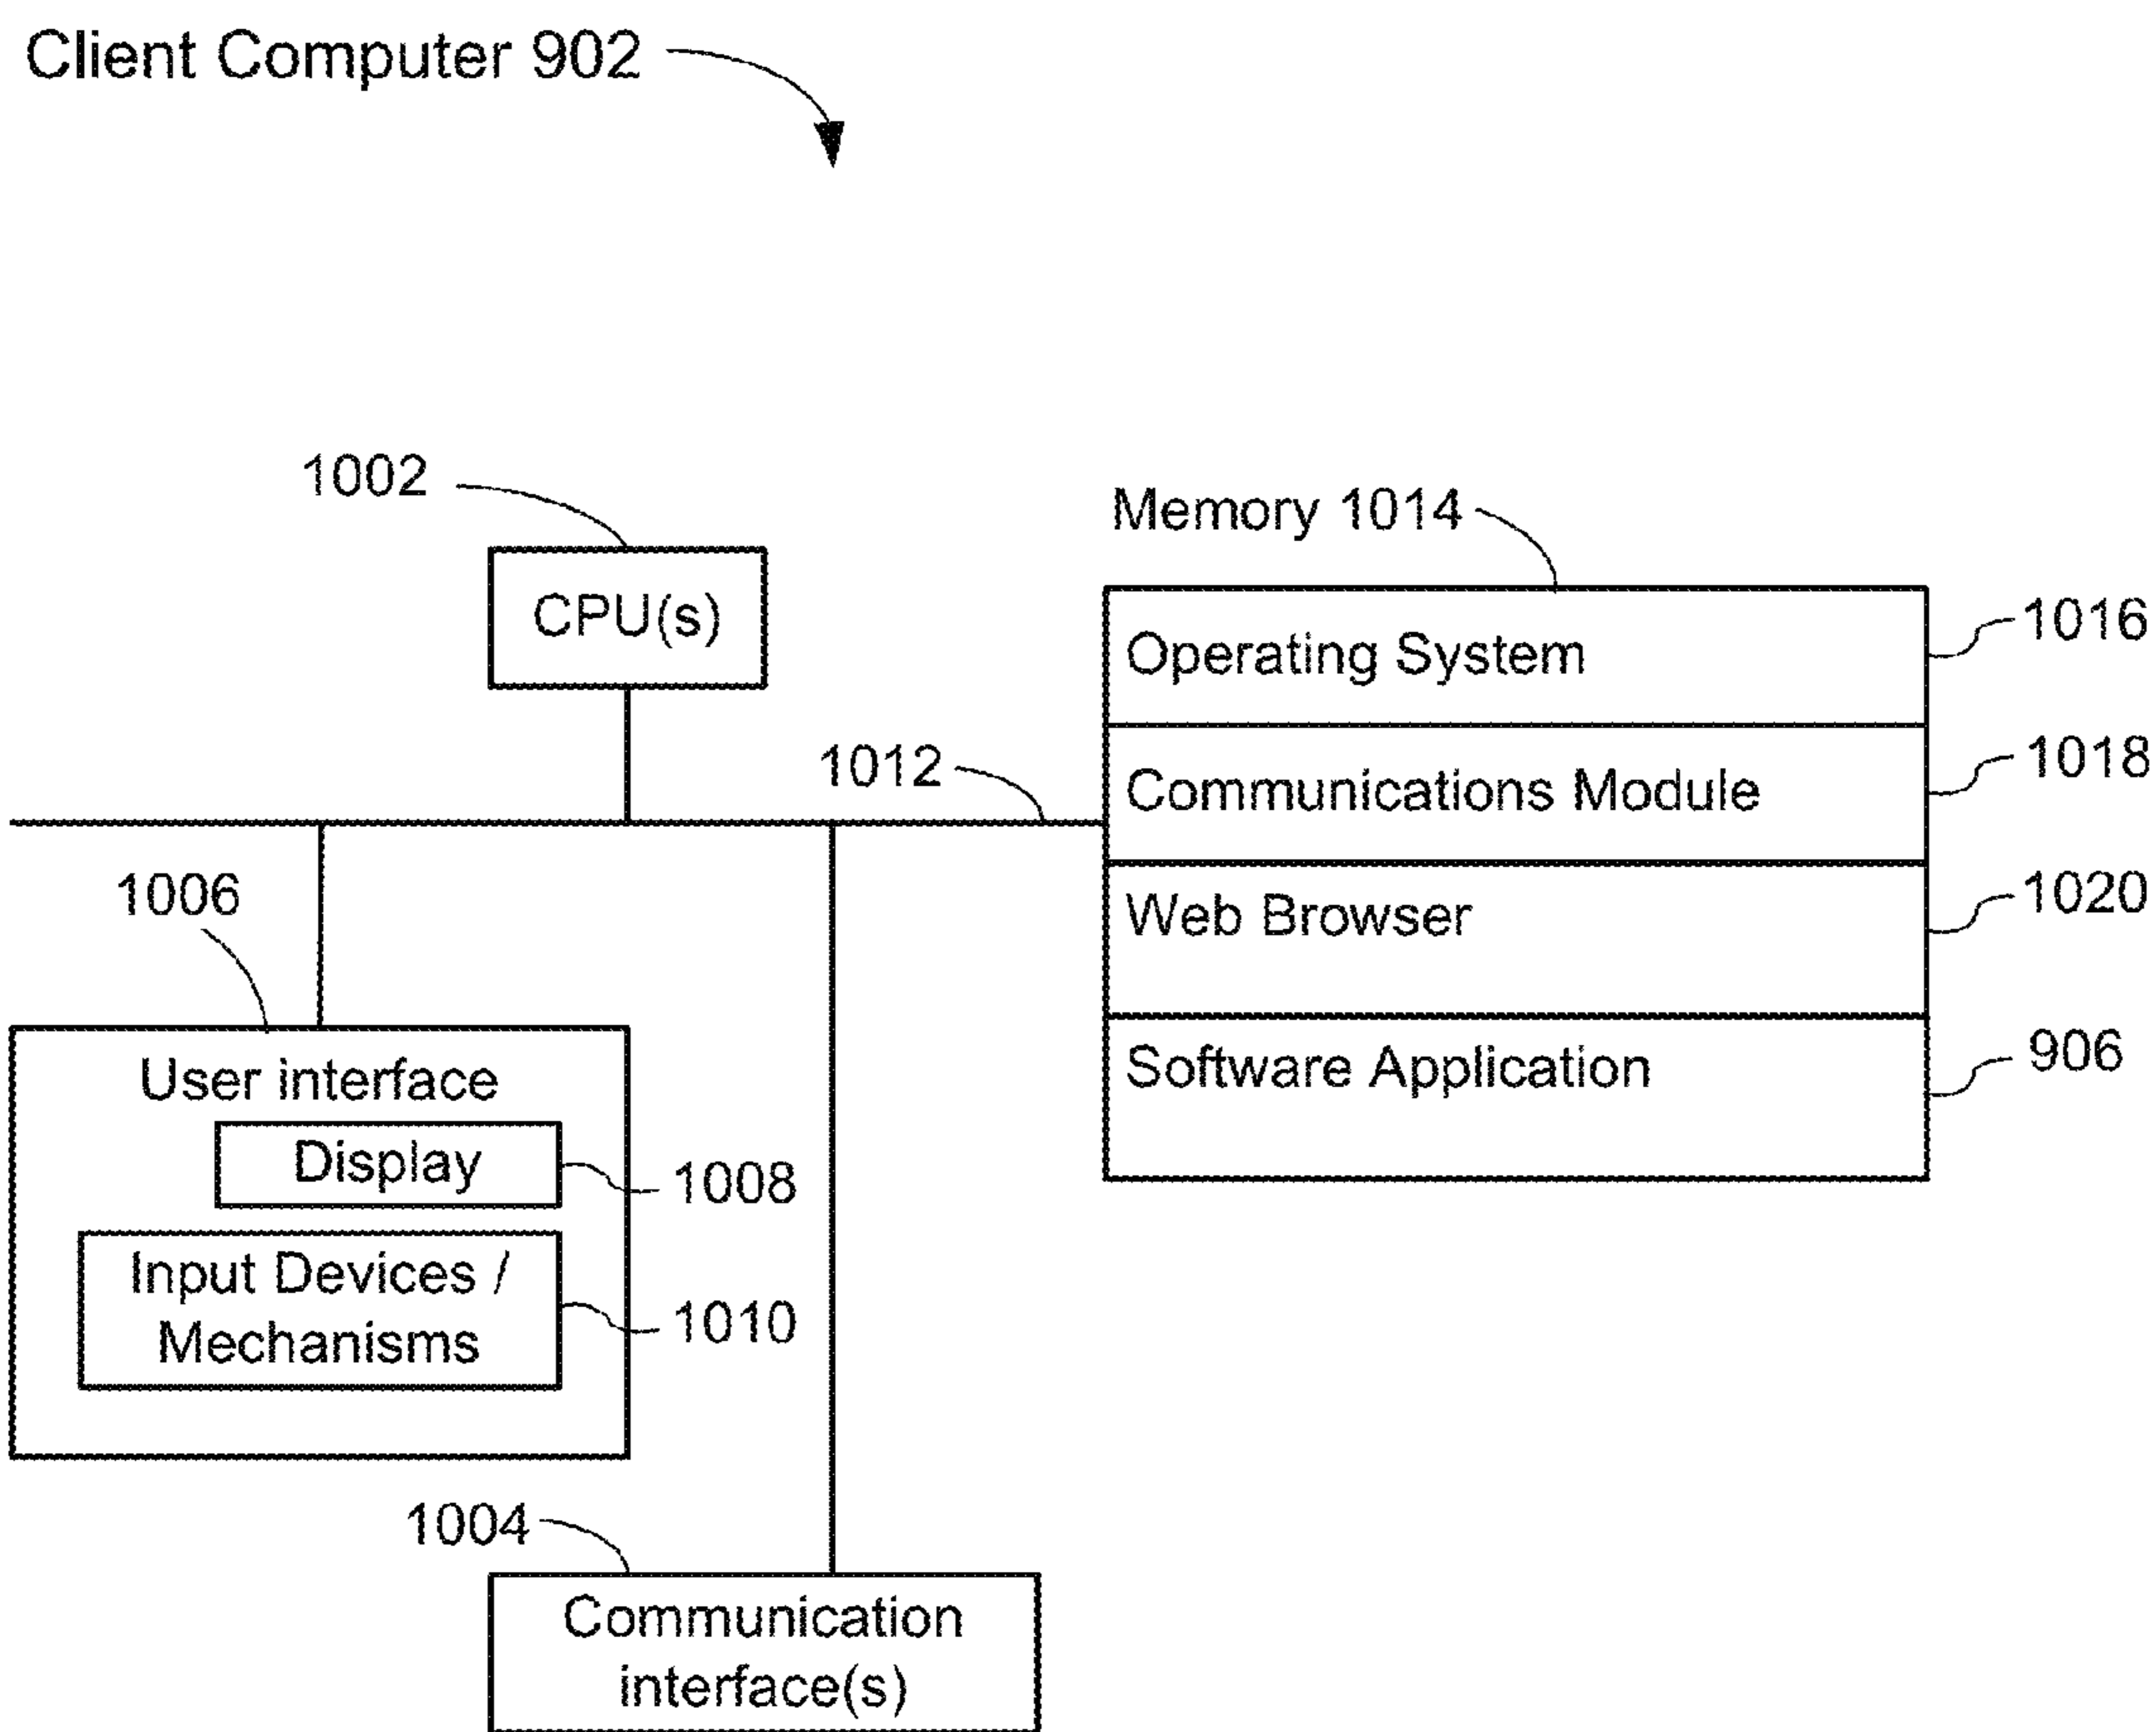 Client Computer 902
1002
CPU(s)
Memory 1014
Operating System
1016
1012
Communications Module
1018
1006
Web Browser
1020
User interface
Software Application
906
Display
1008
Input Devices /
Mechanisms
1010
1004
Communication
interface(s)